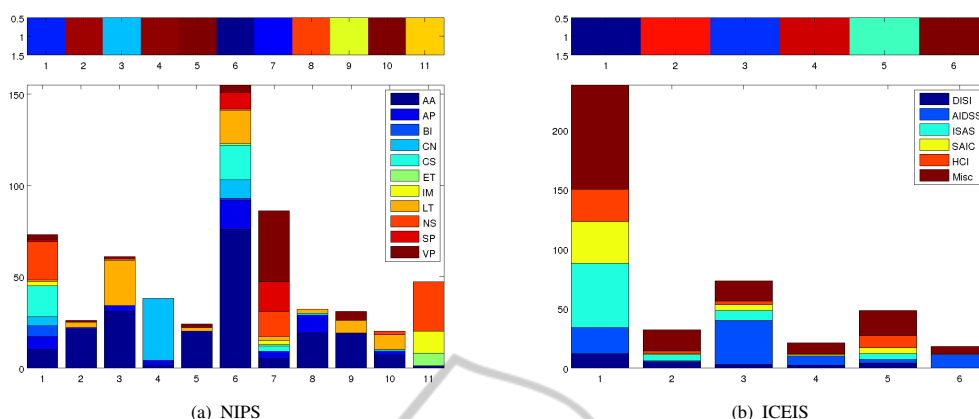 0.5
1
1.5
1 2 3 4 5 6 7 8 9 10 11
150
100
50
0
AA
AP
BI
CN
CS
ET
IM
LT
NS
SP
VP
1 2 3 4 5 6 7 8 9 10 11
(a) NIPS
0.5
1
1.5
1 2 3 4 5 6
200
150
100
50
0
DISI
AIDSS
ISAS
SAIC
HCI
Misc
1 2 3 4 5 6
(b) ICEIS